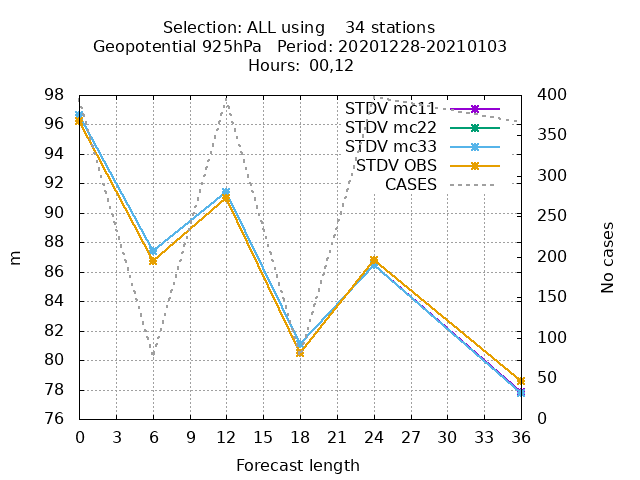 Selection: ALL using    34 stations
Geopotential 925hPa   Period: 20201228-20210103
Hours:  00,12
98
96
94
92
90
88
86
84
82
80
78
76
m
400
350
300
250
200
150
100
50
0
No cases
STDV mc11
STDV mc22
STDV mc33
STDV OBS
CASES
0 3 6 9 12 15 18 21 24 27 30 33 36
Forecast length